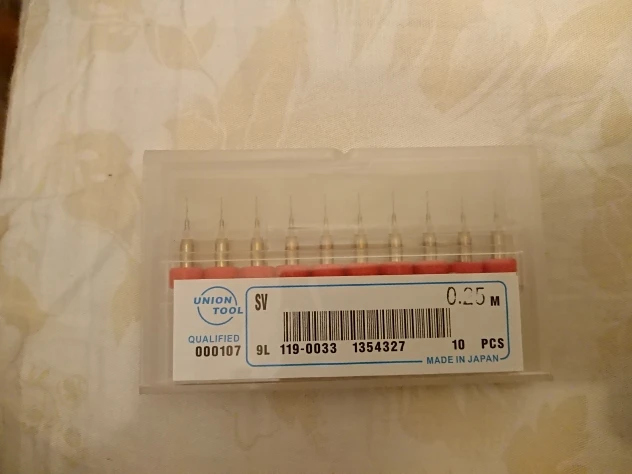 UNION
TOOL
SV
0.25 M
QUALIFIED
000107
9L 119-0033 1354327 10 PCS
MADE IN JAPAN